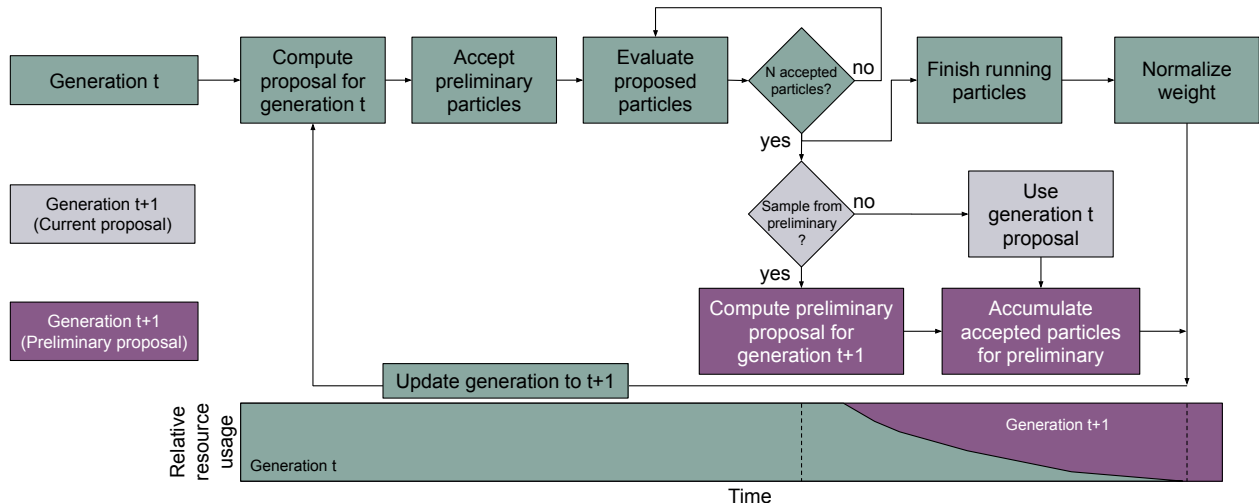 Generation t
Compute
proposal for
generation t
Accept
preliminary
particles
Evaluate
proposed
particles
N accepted
particles?
no
Finish running
particles
Normalize
weight
yes
Generation t+1
(Current proposal)
Sample from
preliminary
?
no
Use
generation t
proposal
yes
Generation t+1
(Preliminary proposal)
Compute preliminary
proposal for
generation t+1
Accumulate
accepted particles
for preliminary
Update generation to t+1
Relative
resource
usage
Generation t
Generation t+1
Time